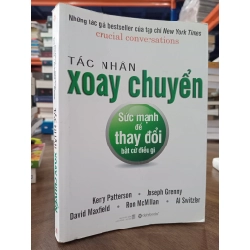 Những tác giả bestseller của tạp chí New York Times
crucial conversations
TÁC NHÂN
xoay chuyển
Sức mạnh
để
thay đổi
bất cứ điều gì
Kerry Patterson • Joseph Grenny
David Maxfield • Ron McMillan • Al Switzler